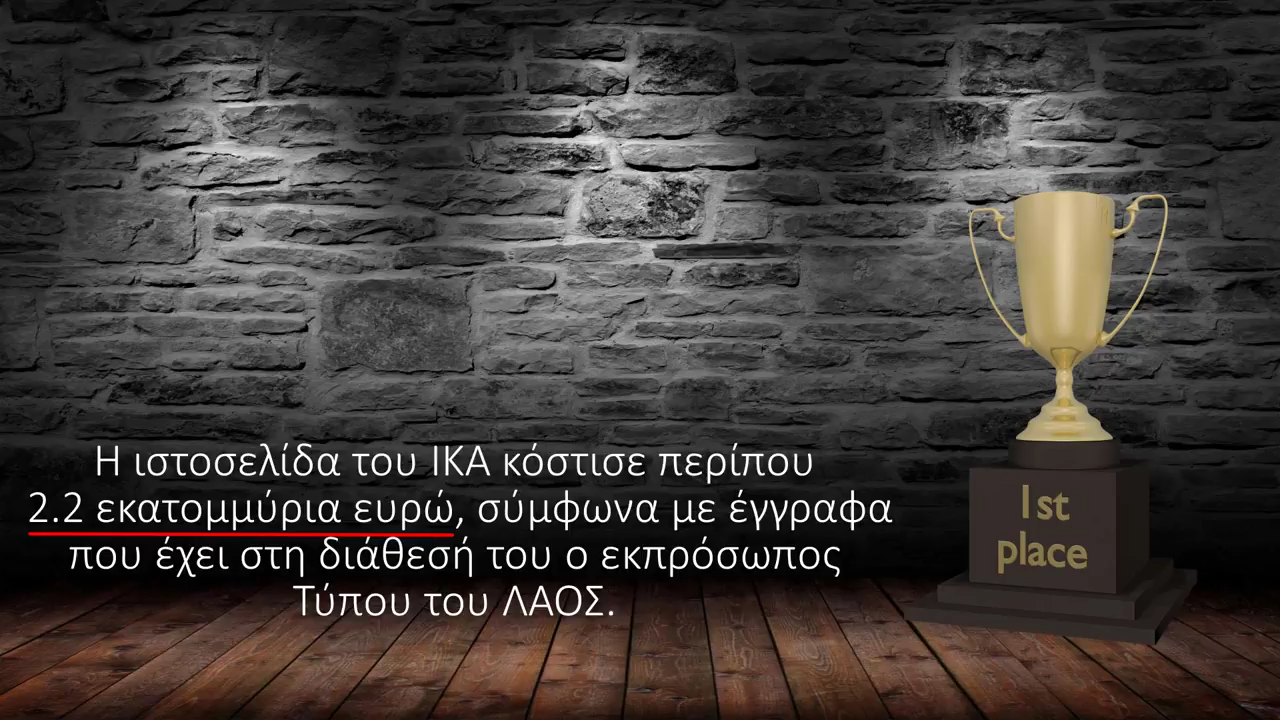 Η ιστοσελίδα του ΙΚΑ κόστισε περίπου
2.2 εκατομμύρια ευρώ, σύμφωνα με έγγραφα
που έχει στη διάθεσή του ο εκπρόσωπος
Τύπου του ΛΑΟΣ.
1st
place